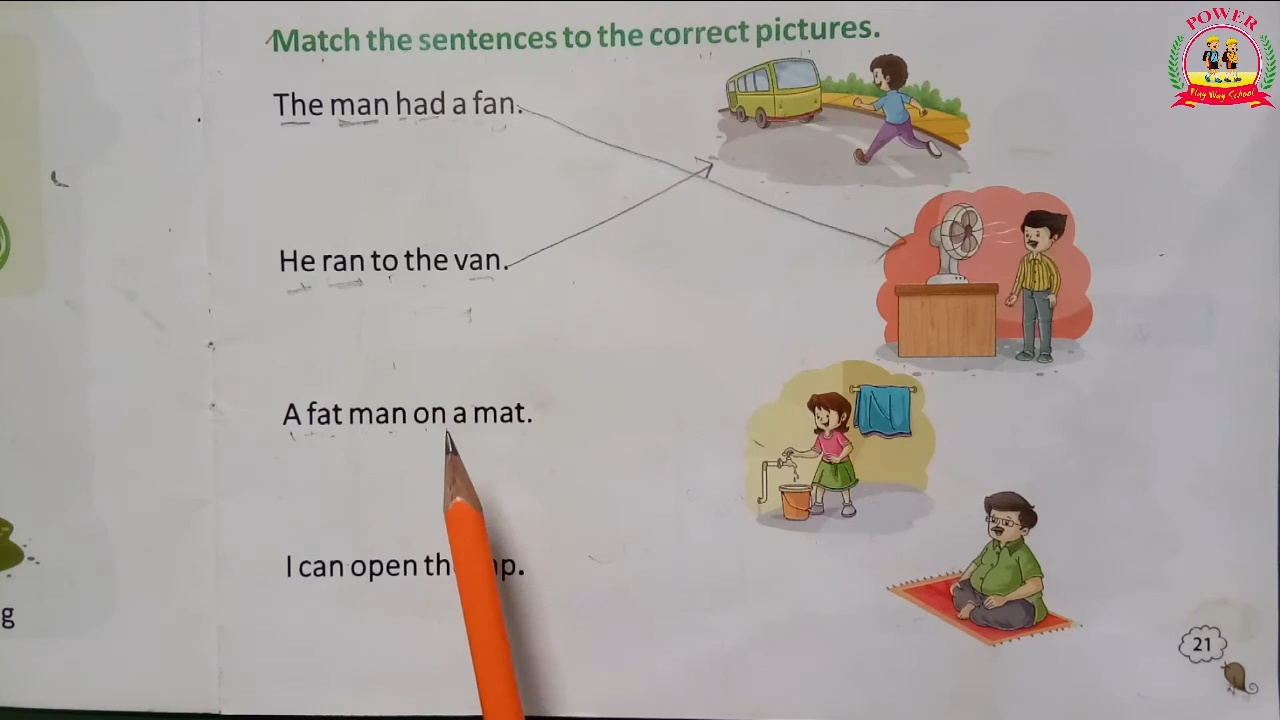 Match the sentences to the correct pictures.
The man had a fan.
He ran to the van.
A fat man on a mat.
I can open
21
g
POWER
Play Way School